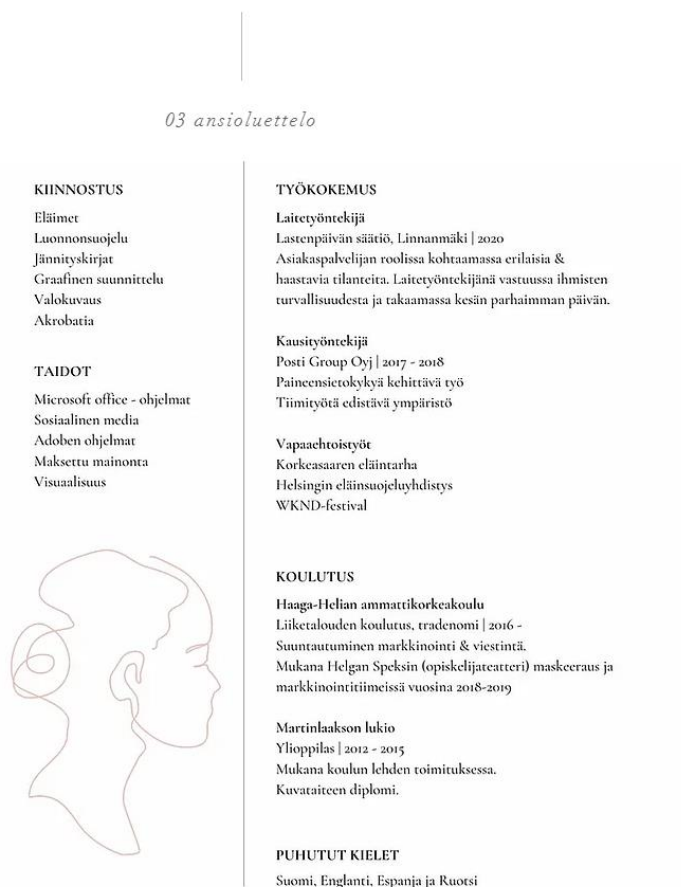 03 ansioluettelo
KIINNOSTUS
Eläimet
Luonnonsuojelu
Jännityskirjat
Graafinen suunnittelu
Valokuvaus
Akrobatia
TAIDOT
Microsoft office - ohjelmat
Sosiaalinen media
Adoben ohjelmat
Maksettu mainonta
Visuaalisuus
TYÖKOKEMUS
Laitetyöntekijä
Lastenpäivän säätiö, Linnanmäki | 2020
Asiakaspalvelijan roolissa kohtaamassa erilaisia &
haastavia tilanteita. Laitetyöntekijänä vastuussa ihmisten
turvallisuudesta ja takaamassa kesän parhaimman päivän.
Kausityöntekijä
Posti Group Oyj | 2017 - 2018
Paineensietokykyä kehittävä työ
Tiimityötä edistävä ympäristö
Vapaaehtoistyöt
Korkeasaaren eläintarha
Helsingin eläinsuojeluyhdistys
WKND-festival
KOULUTUS
Haaga-Helian ammattikorkeakoulu
Liiketalouden koulutus, tradenomi | 2016 -
Suuntautuminen markkinointi & viestintä.
Mukana Helgan Speksin (opiskelijateatteri) maskeeraus ja
markkinointitiimeissä vuosina 2018-2019
Martinlaakson lukio
Ylioppilas | 2012 - 2015
Mukana koulun lehden toimituksessa.
Kuvataiteen diplomi.
PUHUTUT KIELET
Suomi, Englanti, Espanja ja Ruotsi